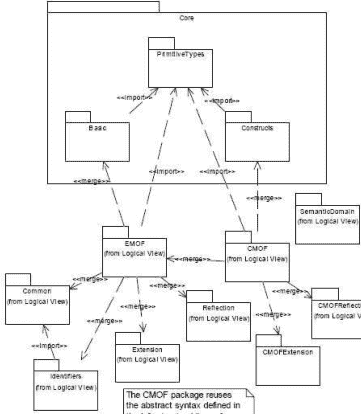 Core
PrimitiveTypes
<<import>>
<<import>>
Basic
Constructs
<<import>>
<<import>>
<<merge>>
<<merge>>
SemanticDomain
(from Logical View)
EMOF
(from Logical View)
<<merge>>
CMOF
(from Logical View)
Common
(from Logical View)
<<merge>>
<<merge>>
<<merge>>
<<merge>>
<<merge>>
<<merge>>
Reflection
(from Logical View)
CMOFReflecti
(from Logical V
<<import>>
Extension
(from Logical View)
CMOFExtension
Identifiers
(from Logical View)
The CMOF package reuses
the abstract syntax defined in